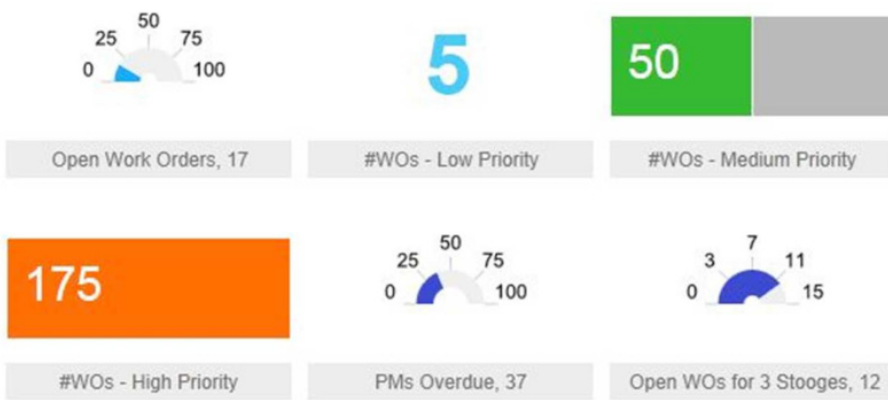 50
25 75
0 100
5
50
Open Work Orders, 17
#WOs - Low Priority
#WOs - Medium Priority
175
50
25 75
0 100
7
3 11
0 15
#WOs - High Priority
PMs Overdue, 37
Open WOs for 3 Stooges, 12